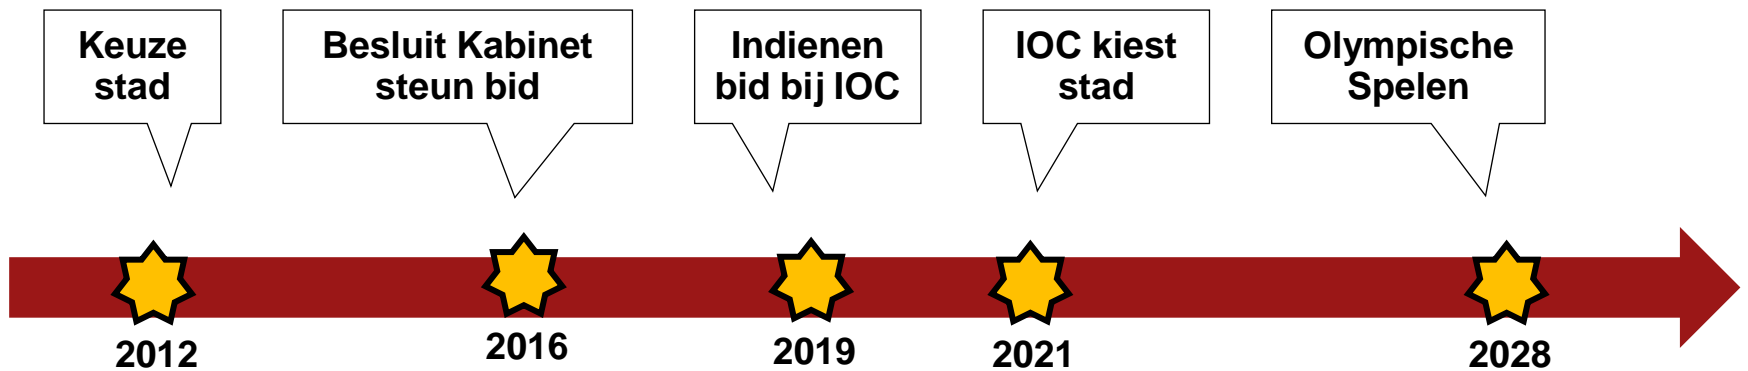 Keuze
stad
Besluit Kabinet
steun bid
Indienen
bid bij IOC
IOC kiest
stad
Olympische
Spelen
2012
2016
2019
2021
2028